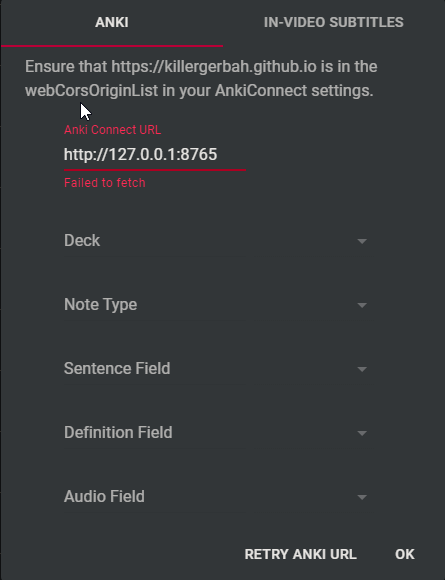 ANKI
IN-VIDEO SUBTITLES
Ensure that https://killergerbah.github.io is in the
webCorsOriginList in your AnkiConnect settings.
Anki Connect URL
http://127.0.0.1:8765
Failed to fetch
Deck
Note Type
Sentence Field
Definition Field
Audio Field
RETRY ANKI URL
OK